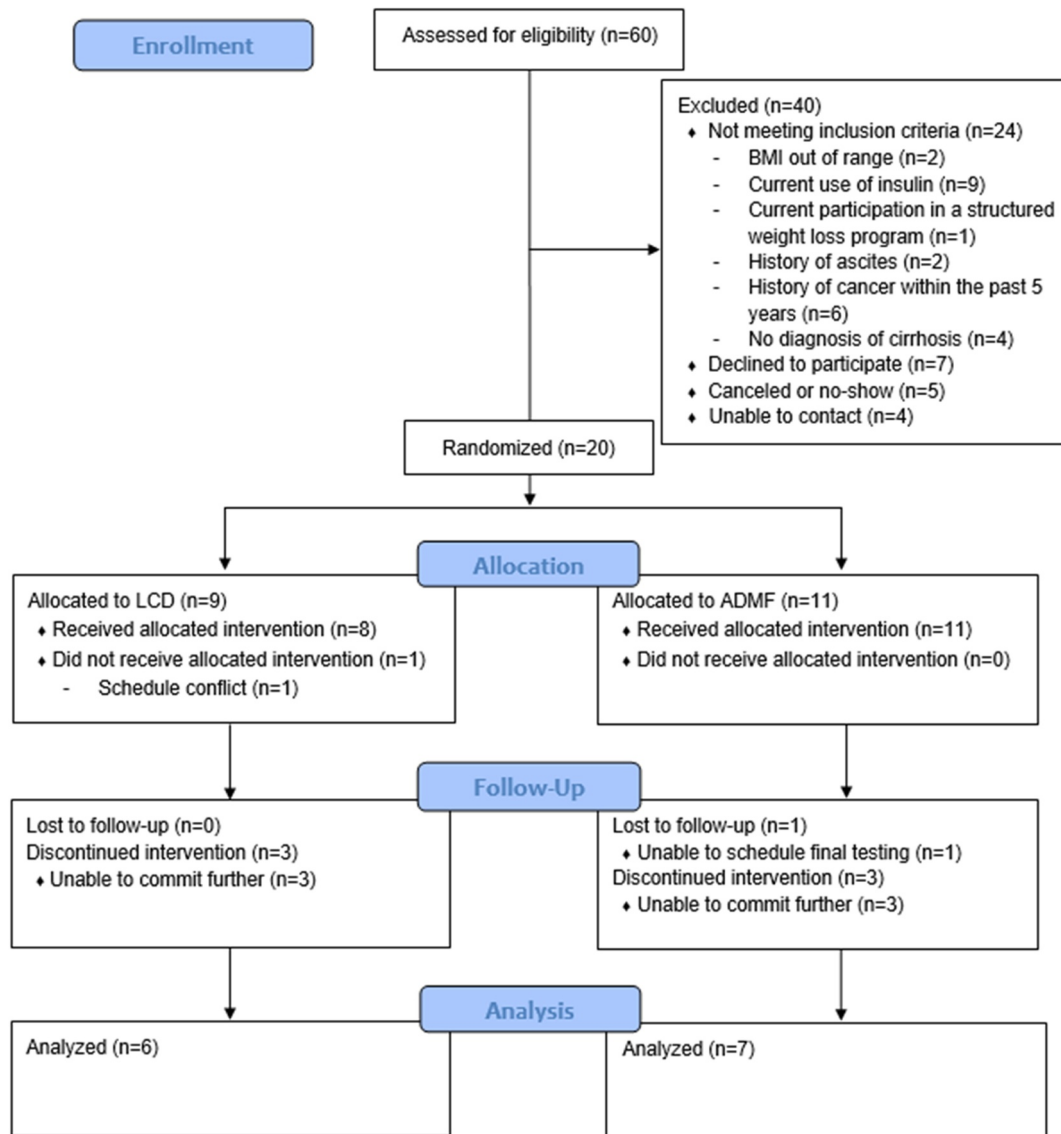 Enrollment
Assessed for eligibility (n=60)
Excluded (n=40)
♦ Not meeting inclusion criteria (n=24)
- BMI out of range (n=2)
- Current use of insulin (n=9)
- Current participation in a structured
weight loss program (n=1)
- History of ascites (n=2)
- History of cancer within the past 5
years (n=6)
- No diagnosis of cirrhosis (n=4)
♦ Declined to participate (n=7)
♦ Canceled or no-show (n=5)
♦ Unable to contact (n=4)
Randomized (n=20)
Allocation
Allocated to LCD (n=9)
♦ Received allocated intervention (n=8)
♦ Did not receive allocated intervention (n=1)
- Schedule conflict (n=1)
Allocated to ADMF (n=11)
♦ Received allocated intervention (n=11)
♦ Did not receive allocated intervention (n=0)
Follow-Up
Lost to follow-up (n=0)
Discontinued intervention (n=3)
♦ Unable to commit further (n=3)
Lost to follow-up (n=1)
♦ Unable to schedule final testing (n=1)
Discontinued intervention (n=3)
♦ Unable to commit further (n=3)
Analysis
Analyzed (n=6)
Analyzed (n=7)